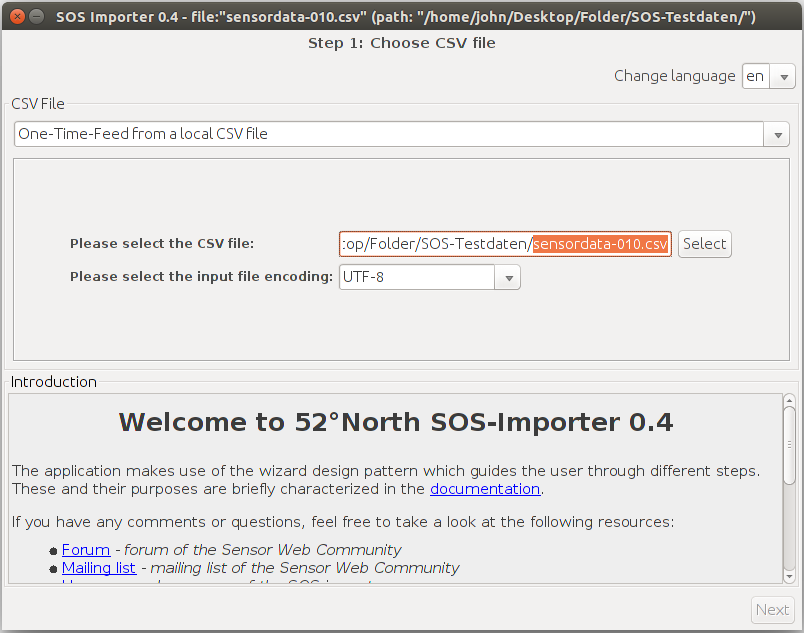 SOS Importer 0.4 - file:"sensordata-010.csv" (path: "/home/john/Desktop/Folder/SOS-Testdaten/")
Step 1: Choose CSV file
Change language en
CSV File
One-Time-Feed from a local CSV file
Please select the CSV file: :op/Folder/SOS-Testdaten/sensordata-010.csv Select
Please select the input file encoding: UTF-8
Introduction
Welcome to 52°North SOS-Importer 0.4
The application makes use of the wizard design pattern which guides the user through different steps.
These and their purposes are briefly characterized in the documentation.
If you have any comments or questions, feel free to take a look at the following resources:
● Forum - forum of the Sensor Web Community
● Mailing list - mailing list of the Sensor Web Community
Next